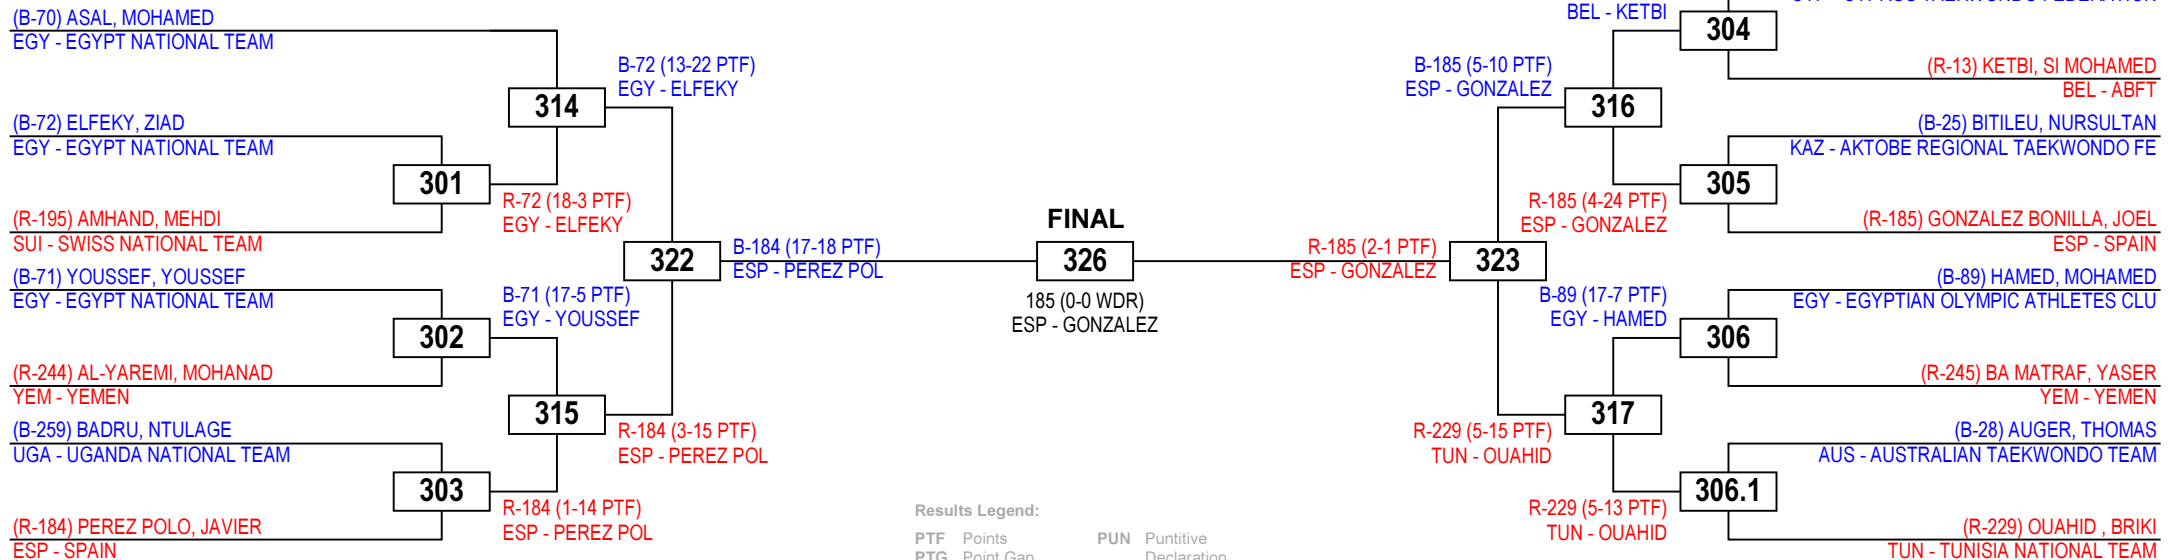 (B-70) ASAL, MOHAMED
EGY - EGYPT NATIONAL TEAM
314
B-72 (13-22 PTF)
EGY - ELFEKY
(B-72) ELFEKY, ZIAD
EGY - EGYPT NATIONAL TEAM
301
R-72 (18-3 PTF)
EGY - ELFEKY
(R-195) AMHAND, MEHDI
SUI - SWISS NATIONAL TEAM
322
B-184 (17-18 PTF)
ESP - PEREZ POL
(B-71) YOUSSEF, YOUSSEF
EGY - EGYPT NATIONAL TEAM
302
B-71 (17-5 PTF)
EGY - YOUSSEF
(R-244) AL-YAREMI, MOHANAD
YEM - YEMEN
315
R-184 (3-15 PTF)
ESP - PEREZ POL
(B-259) BADRU, NTULAGE
UGA - UGANDA NATIONAL TEAM
303
R-184 (1-14 PTF)
ESP - PEREZ POL
(R-184) PEREZ POLO, JAVIER
ESP - SPAIN
FINAL
326
185 (0-0 WDR)
ESP - GONZALEZ
Results Legend:
PTF Points
PUN Puntitive
PTG Point Gap
Declaration
BEL - KETBI
304
(R-13) KETBI, SI MOHAMED
BEL - ABFT
B-185 (5-10 PTF)
ESP - GONZALEZ
316
(B-25) BITILEU, NURSULTAN
KAZ - AKTOBE REGIONAL TAEKWONDO FE
305
R-185 (4-24 PTF)
ESP - GONZALEZ
(R-185) GONZALEZ BONILLA, JOEL
ESP - SPAIN
R-185 (2-1 PTF)
ESP - GONZALEZ
323
(B-89) HAMED, MOHAMED
EGY - EGYPTIAN OLYMPIC ATHLETES CLU
B-89 (17-7 PTF)
EGY - HAMED
306
(R-245) BA MATRAF, YASER
YEM - YEMEN
317
R-229 (5-15 PTF)
TUN - OUAHID
(B-28) AUGER, THOMAS
AUS - AUSTRALIAN TAEKWONDO TEAM
306.1
R-229 (5-13 PTF)
TUN - OUAHID
(R-229) OUAHID , BRIKI
TUN - TUNISIA NATIONAL TEAM